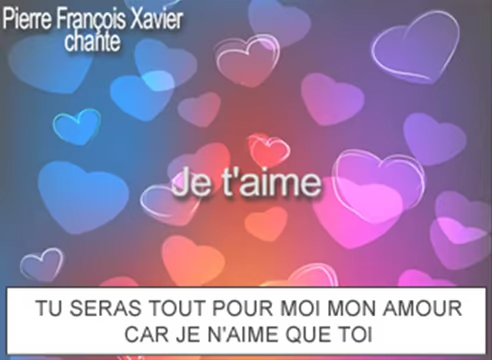 Pierre François Xavier
chante
Je t'aime
TU SERAS TOUT POUR MOI MON AMOUR
CAR JE N'AIME QUE TOI